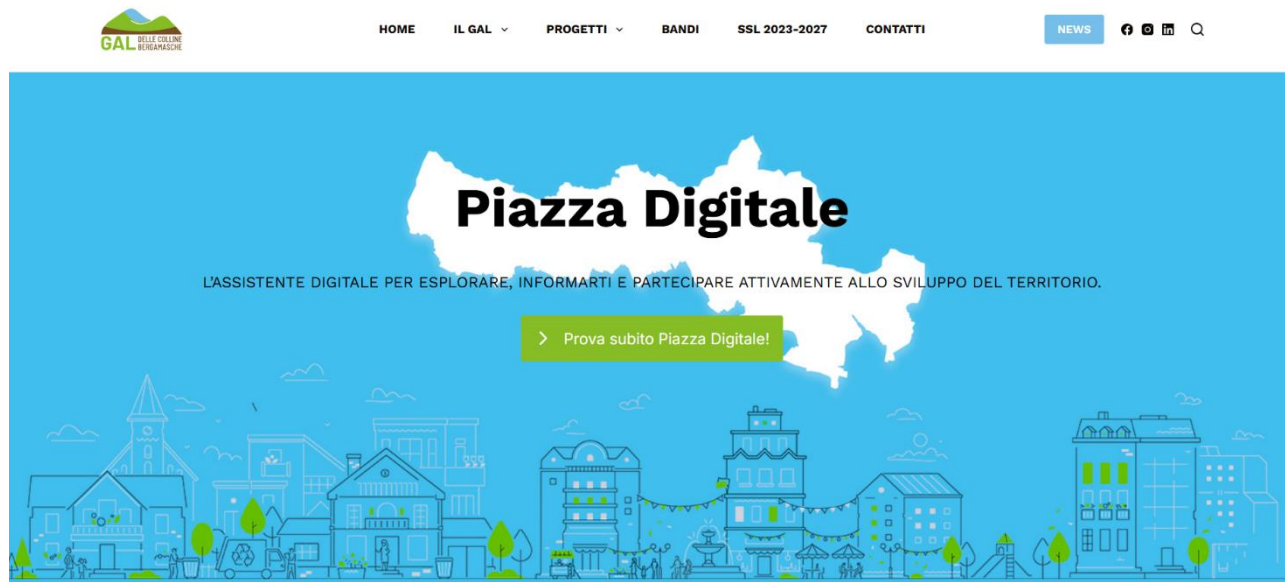 GAL DELLE COLLINE
BERGAMASCHE
HOME IL GAL PROGETTI BANDI SSL 2023-2027 CONTATTI NEWS
Piazza Digitale
L'ASSISTENTE DIGITALE PER ESPLORARE, INFORMARTI E PARTECIPARE ATTIVAMENTE ALLO SVILUPPO DEL TERRITORIO.
Prova subito Piazza Digitale!